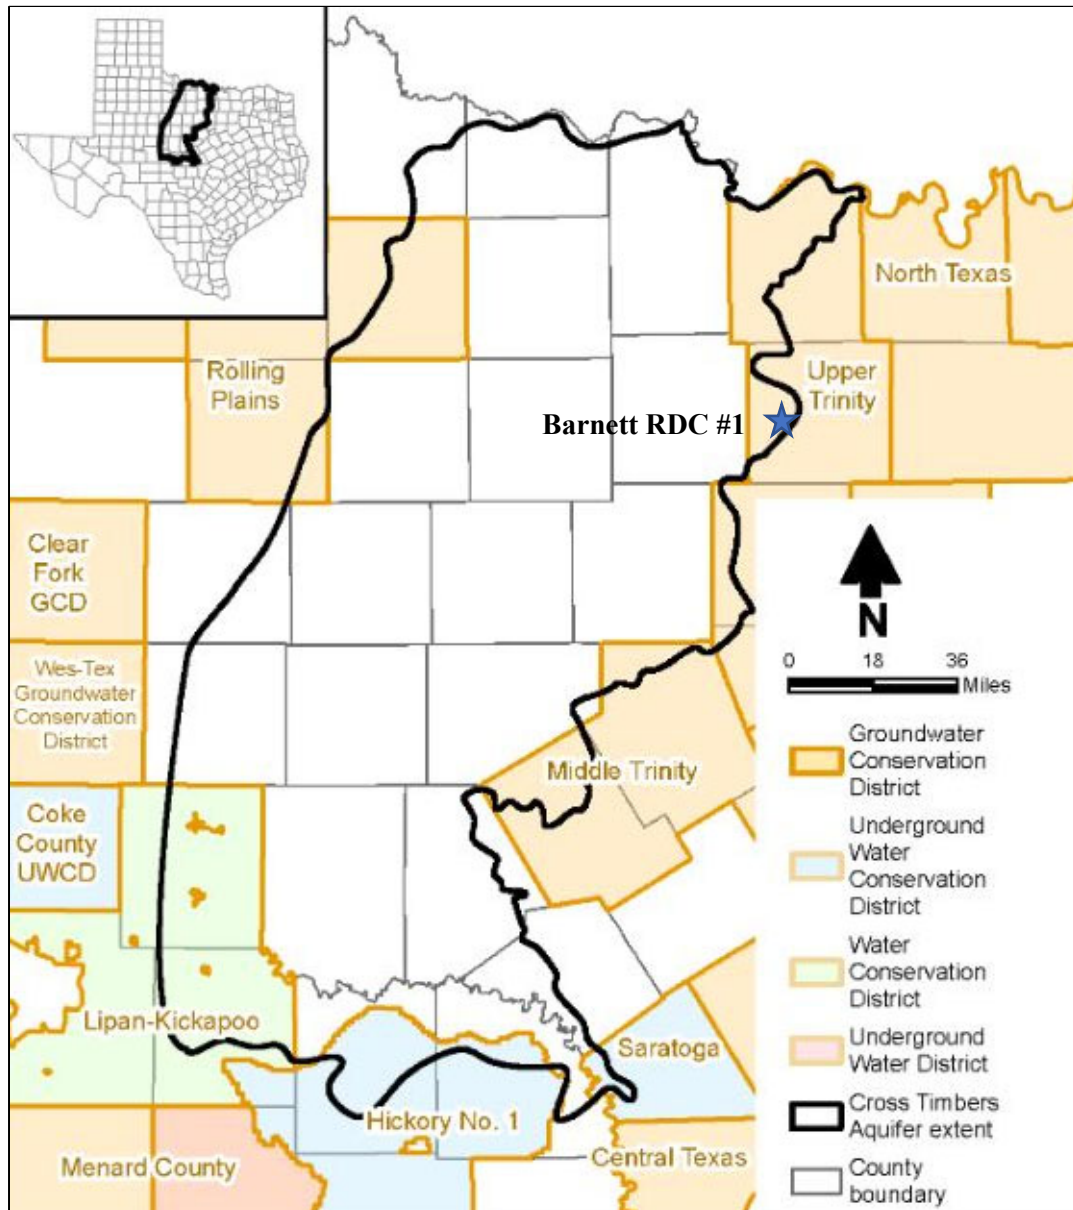 North Texas
Rolling
Plains
Upper
Trinity
Barnett RDC #1
Clear
Fork
GCD
Wes-Tex
Groundwater
Conservation
District
Coke
County
UWCD
Middle Trinity
Lipan-Kickapoo
Saratoga
Hickory No. 1
Menard County
Central Texas
N
0 18 36
Miles
Groundwater
Conservation
District
Underground
Water
Conservation
District
Water
Conservation
District
Underground
Water District
Cross Timbers
Aquifer extent
County
boundary